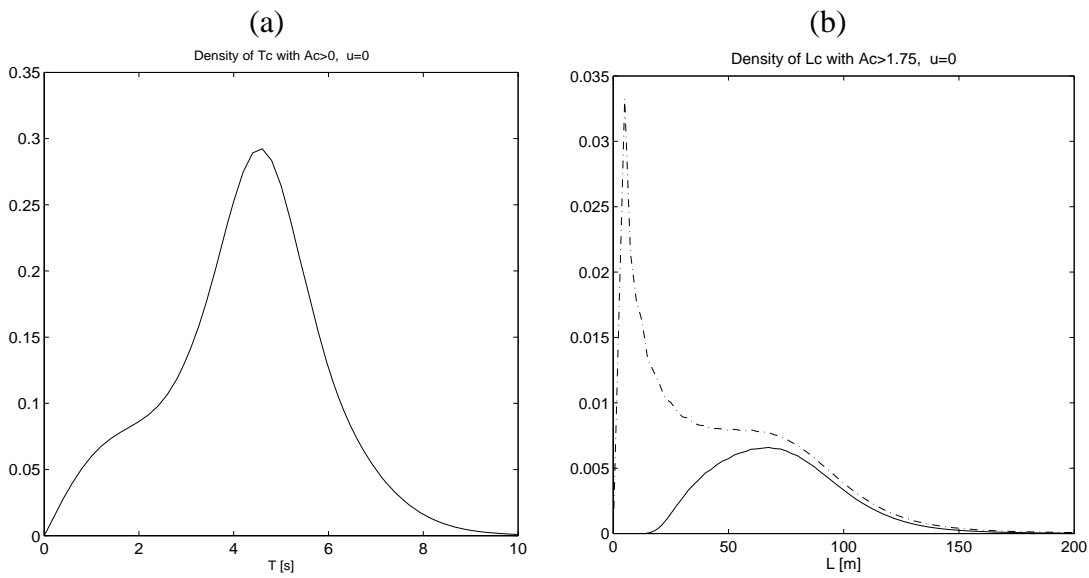 (a)
Density of Tc with Ac>0, u=0
0.35
0.3
0.25
0.2
0.15
0.1
0.05
0
0 2 4 6 8 10
T [s]
(b)
Density of Lc with Ac>1.75, u=0
0.035
0.03
0.025
0.02
0.015
0.01
0.005
0
0 50 100 150 200
L [m]